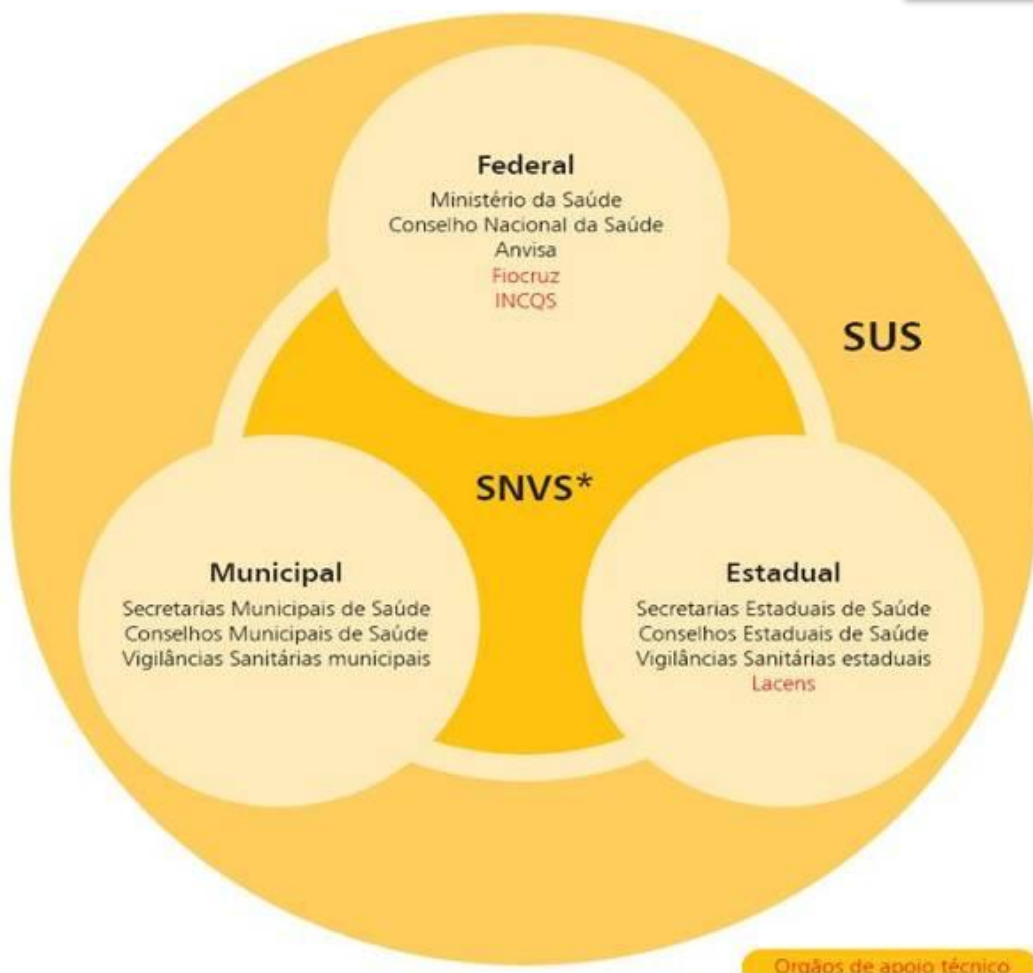 Federal
Ministério da Saúde
Conselho Nacional da Saúde
Anvisa
Fiocruz
INCQS
SUS
SNVS*
Municipal
Secretarias Municipais de Saúde
Conselhos Municipais de Saúde
Vigilâncias Sanitárias municipais
Estadual
Secretarias Estaduais de Saúde
Conselhos Estaduais de Saúde
Vigilâncias Sanitárias estaduais
Lacens
Orgãos de apoio técnico